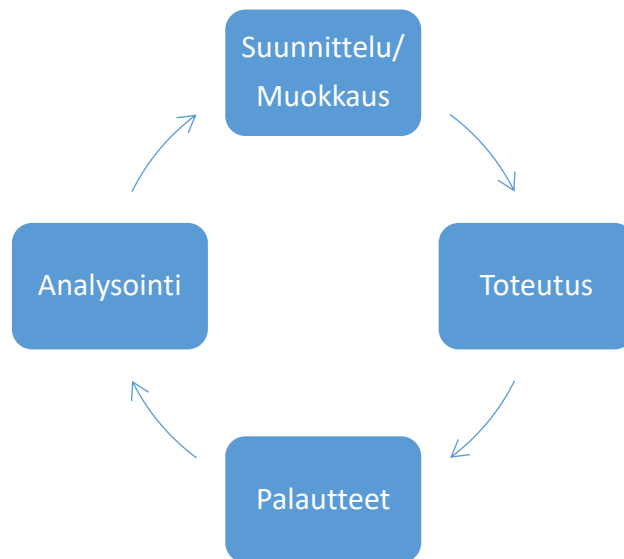 Suunnittelu/
Muokkaus
Toteutus
Palautteet
Analysointi